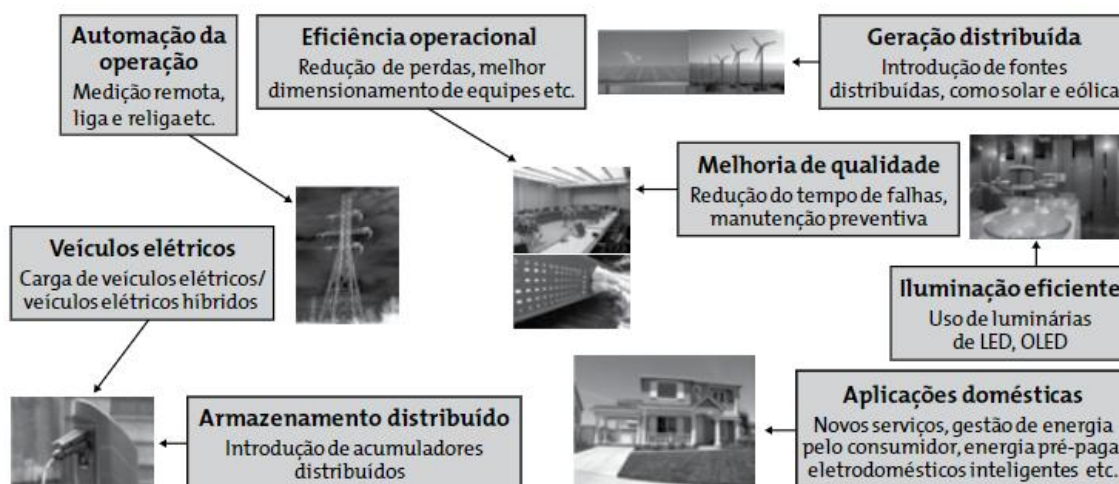 Automação da
operação
Medição remota,
liga e religa etc.
Eficiência operacional
Redução de perdas, melhor
dimensionamento de equipes etc.
Geração distribuída
Introdução de fontes
distribuídas, como solar e eólica
Melhoria de qualidade
Redução do tempo de falhas,
manutenção preventiva
Veículos elétricos
Carga de veículos elétricos/
veículos elétricos híbridos
Iluminação eficiente
Uso de luminárias
de LED, OLED
Armazenamento distribuído
Introdução de acumuladores
distribuídos
Aplicações domésticas
Novos serviços, gestão de energia
pelo consumidor, energia pré-paga
eletrodomésticos inteligentes etc.